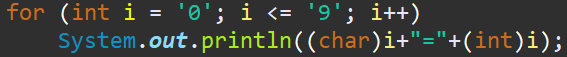 for (int i = '0'; i <= '9'; i++)
System.out.println((char)i+"="+(int)i);